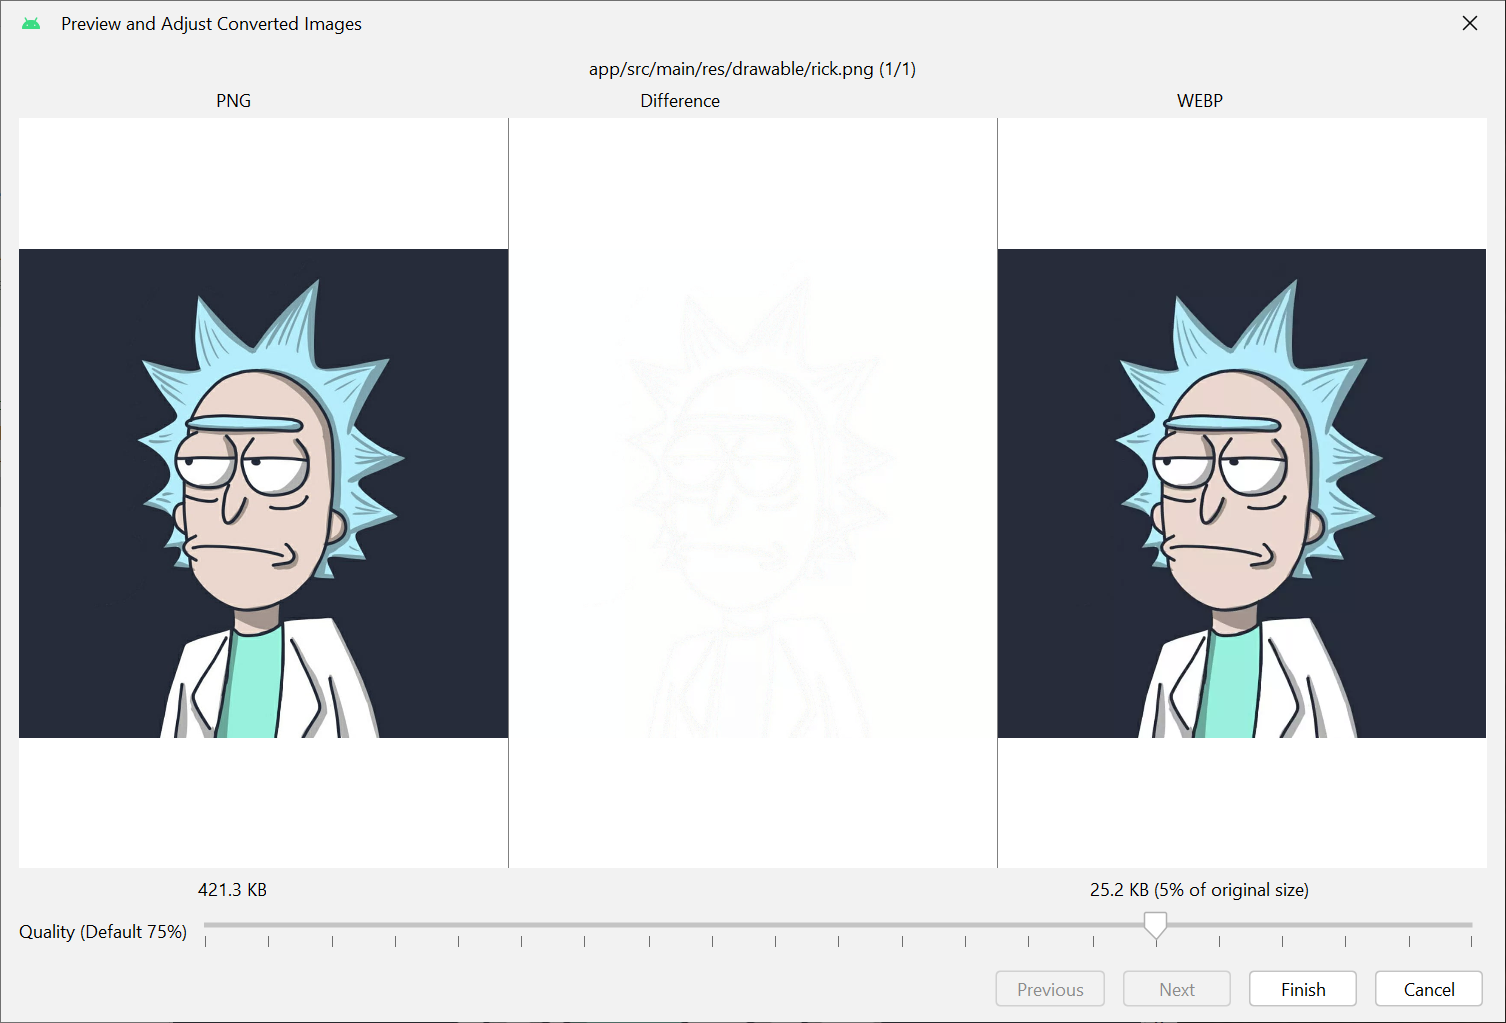 Preview and Adjust Converted Images
app/src/main/res/drawable/rick.png (1/1)
PNG
Difference
WEBP
421.3 KB
25.2 KB (5% of original size)
Quality (Default 75%)
Previous
Next
Finish
Cancel